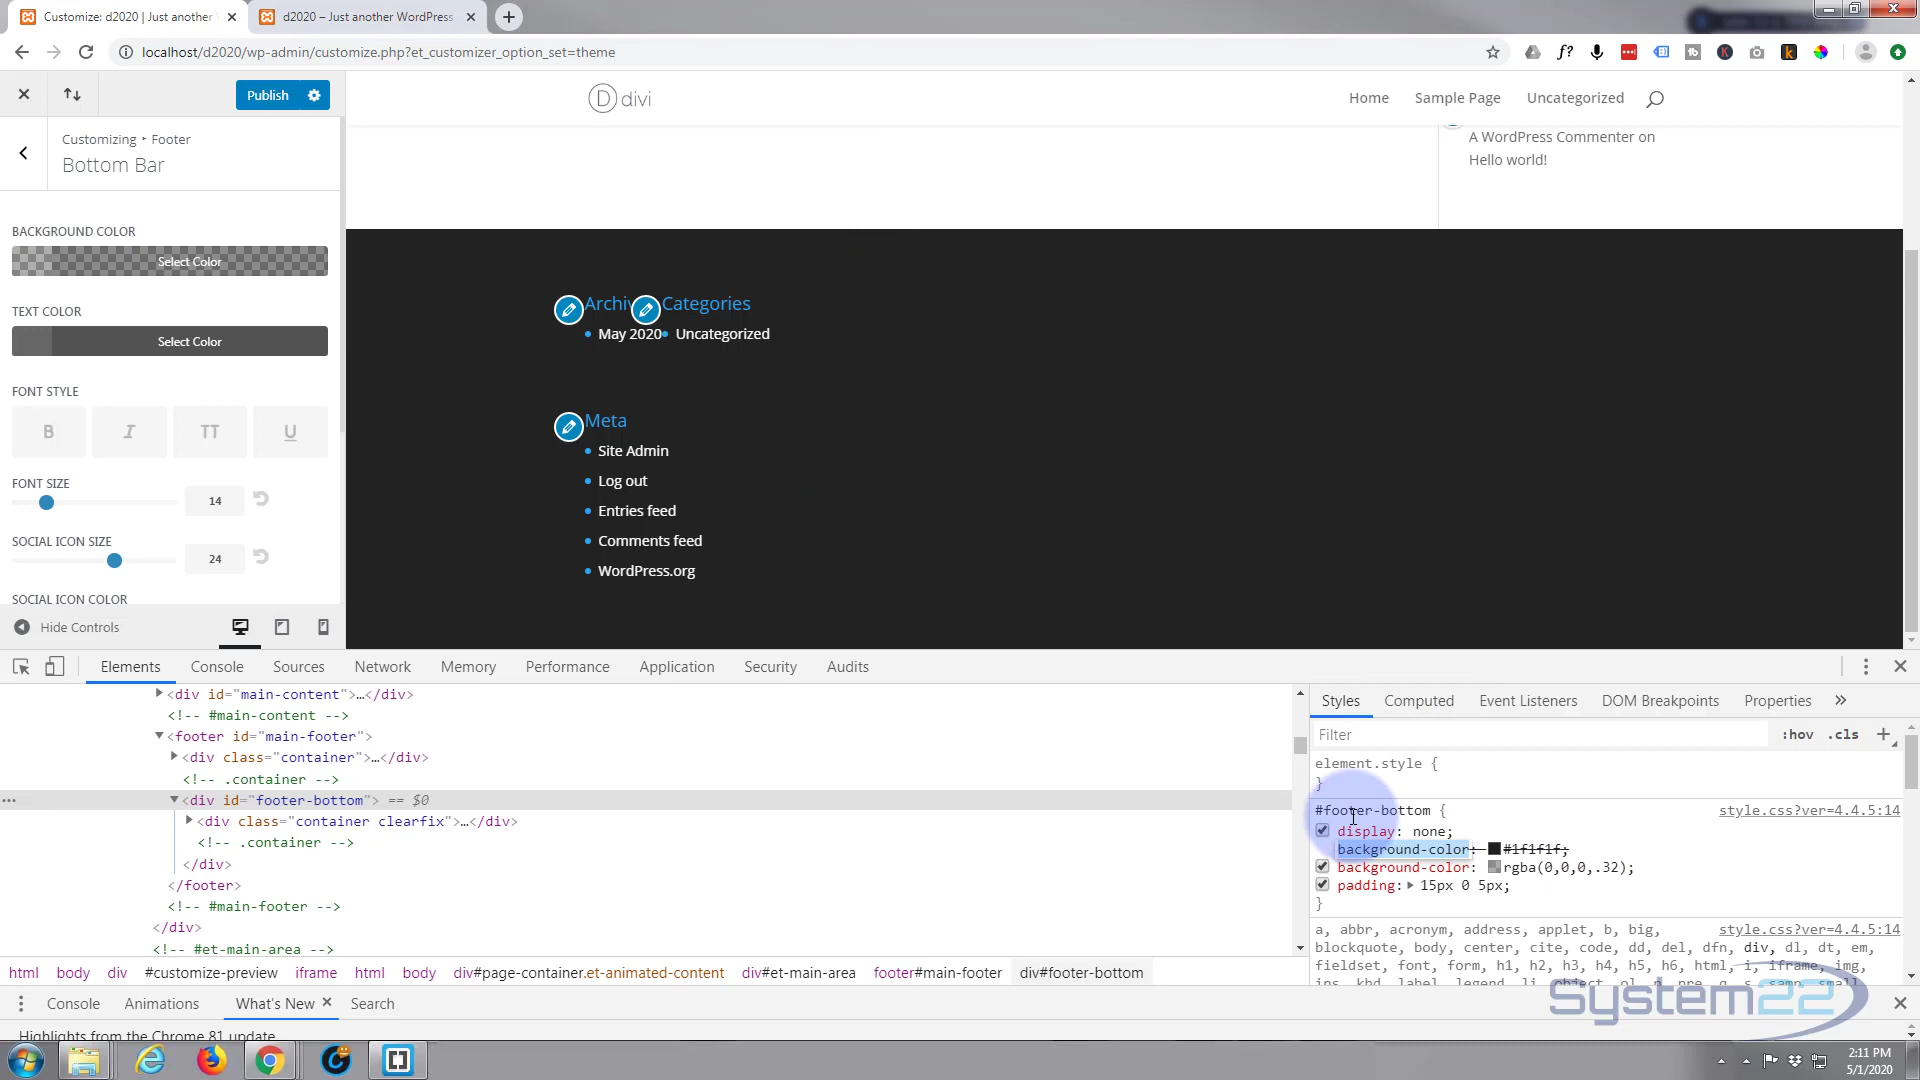 Customize: d2020 | Just another
d2020 – Just another WordPress
localhost/d2020/wp-admin/customize.php?et_customizer_option_set=theme
Publish
Customizing ‣ Footer
Bottom Bar
BACKGROUND COLOR
Select Color
TEXT COLOR
Select Color
FONT STYLE
B I TT U
FONT SIZE
14
SOCIAL ICON SIZE
24
SOCIAL ICON COLOR
Hide Controls
D divi
Home Sample Page Uncategorized
A WordPress Commenter on
Hello world!
Archiv Categories
May 2020 Uncategorized
Meta
Site Admin
Log out
Entries feed
Comments feed
WordPress.org
Elements Console Sources Network Memory Performance Application Security Audits
<div id="main-content">…</div>
<!-- #main-content -->
<footer id="main-footer">
<div class="container">…</div>
<!-- .container -->
<div id="footer-bottom"> == $0
<div class="container clearfix">…</div>
<!-- .container -->
</div>
</footer>
<!-- #main-footer -->
</div>
<!-- #et-main-area -->
html body div #customize-preview iframe html body div#page-container.et-animated-content div#et-main-area footer#main-footer div#footer-bottom
Styles Computed Event Listeners DOM Breakpoints Properties »
Filter
:hov .cls +
element.style {
}
#footer-bottom {
style.css?ver=4.4.5:14
display: none;
background-color: #1f1f1f;
background-color: rgba(0,0,0,.32);
padding: 15px 0 5px;
}
a, abbr, acronym, address, applet, b, big,
style.css?ver=4.4.5:14
blockquote, body, center, cite, code, dd, del, dfn, div, dl, dt, em,
fieldset, font, form, h1, h2, h3, h4, h5, h6, html, i, iframe, img,
ins, kbd, label, legend, li, object, ol, p, pre, q, s, samp, small,
Console Animations What's New Search
Highlights from the Chrome 81 update
System22
2:11 PM
5/1/2020